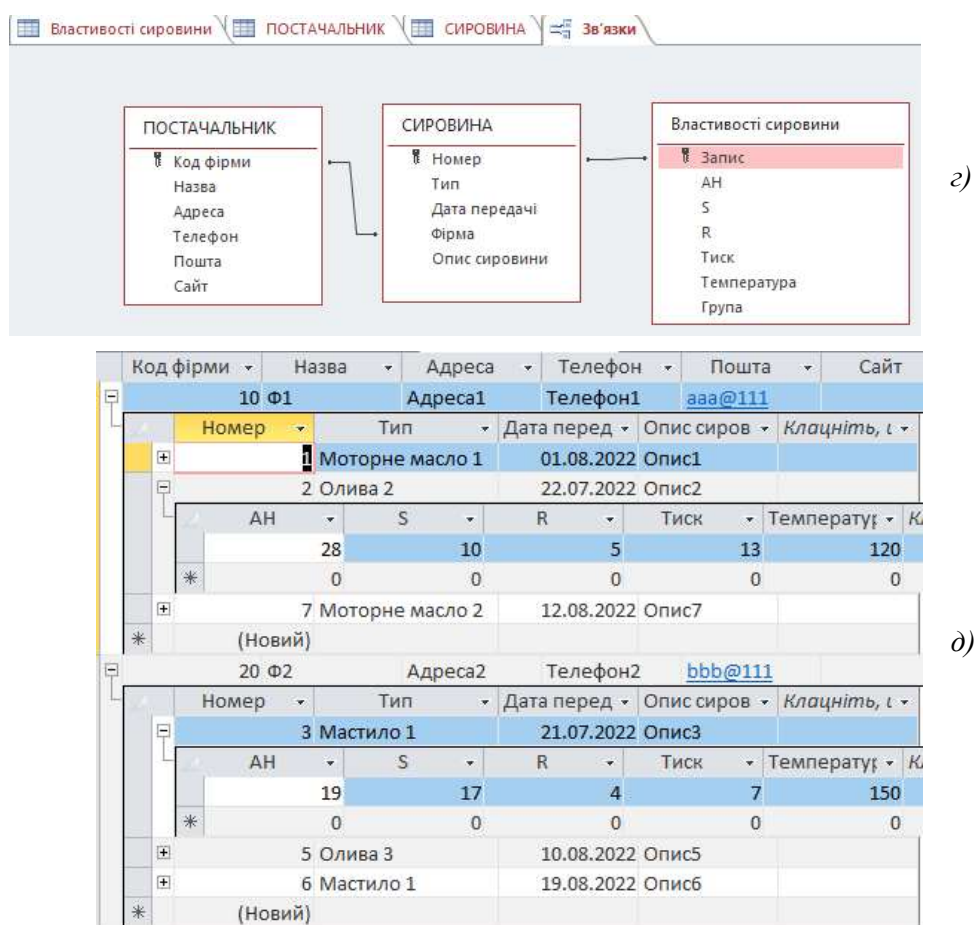 Властивості сировини ПОСТАЧАЛЬНИК СИРОВИНА Зв'язки
ПОСТАЧАЛЬНИК
Код фірми
Назва
Адреса
Телефон
Пошта
Сайт
СИРОВИНА
Номер
Тип
Дата передачі
Фірма
Опис сировини
Властивості сировини
Запис
АН
S
R
Тиск
Температура
Група
г)
Код фірми Назва Адреса Телефон Пошта Сайт
10 Ф1 Адреса1 Телефон1 aaa@111
Номер Тип Дата перед Опис сиров Клацніть, щ
1 Моторне масло 1 01.08.2022 Опис1
2 Олива 2 22.07.2022 Опис2
АН S R Тиск Температур
28 10 5 13 120
0 0 0 0 0
7 Моторне масло 2 12.08.2022 Опис7
(Новий)
д)
20 Ф2 Адреса2 Телефон2 bbb@111
Номер Тип Дата перед Опис сиров Клацніть, щ
3 Мастило 1 21.07.2022 Опис3
АН S R Тиск Температур
19 17 4 7 150
0 0 0 0 0
5 Олива 3 10.08.2022 Опис5
6 Мастило 1 19.08.2022 Опис6
(Новий)